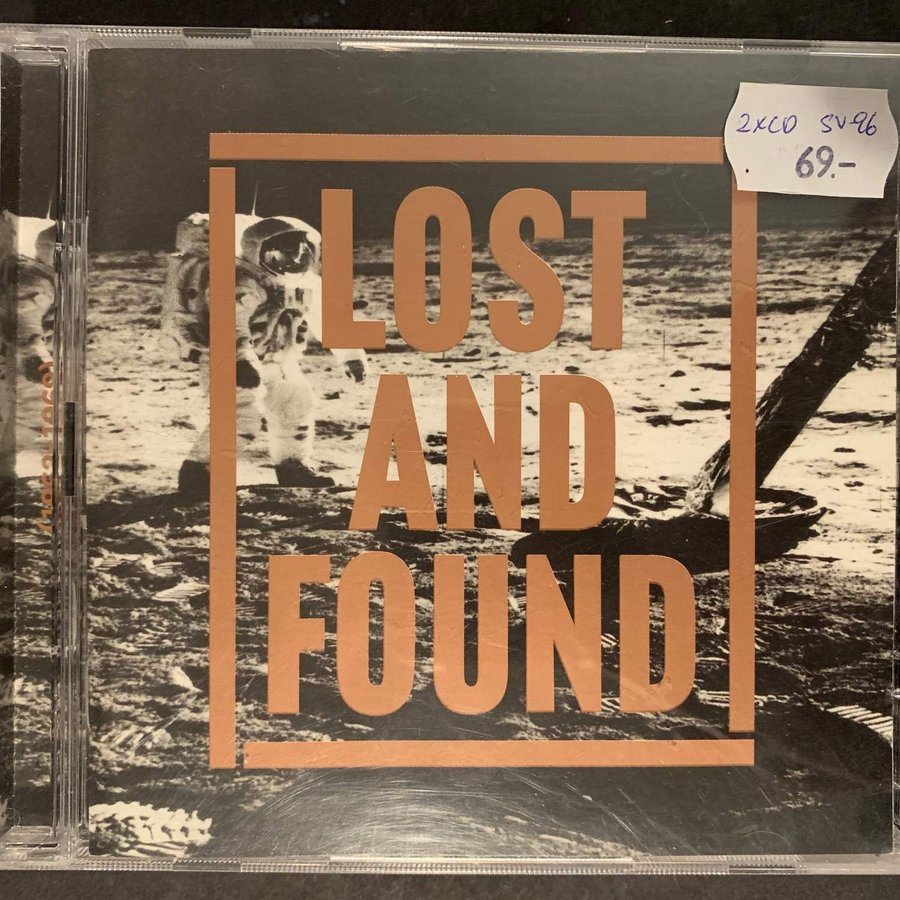 2XCD SV-96
69.-
LOST
AND
FOUND